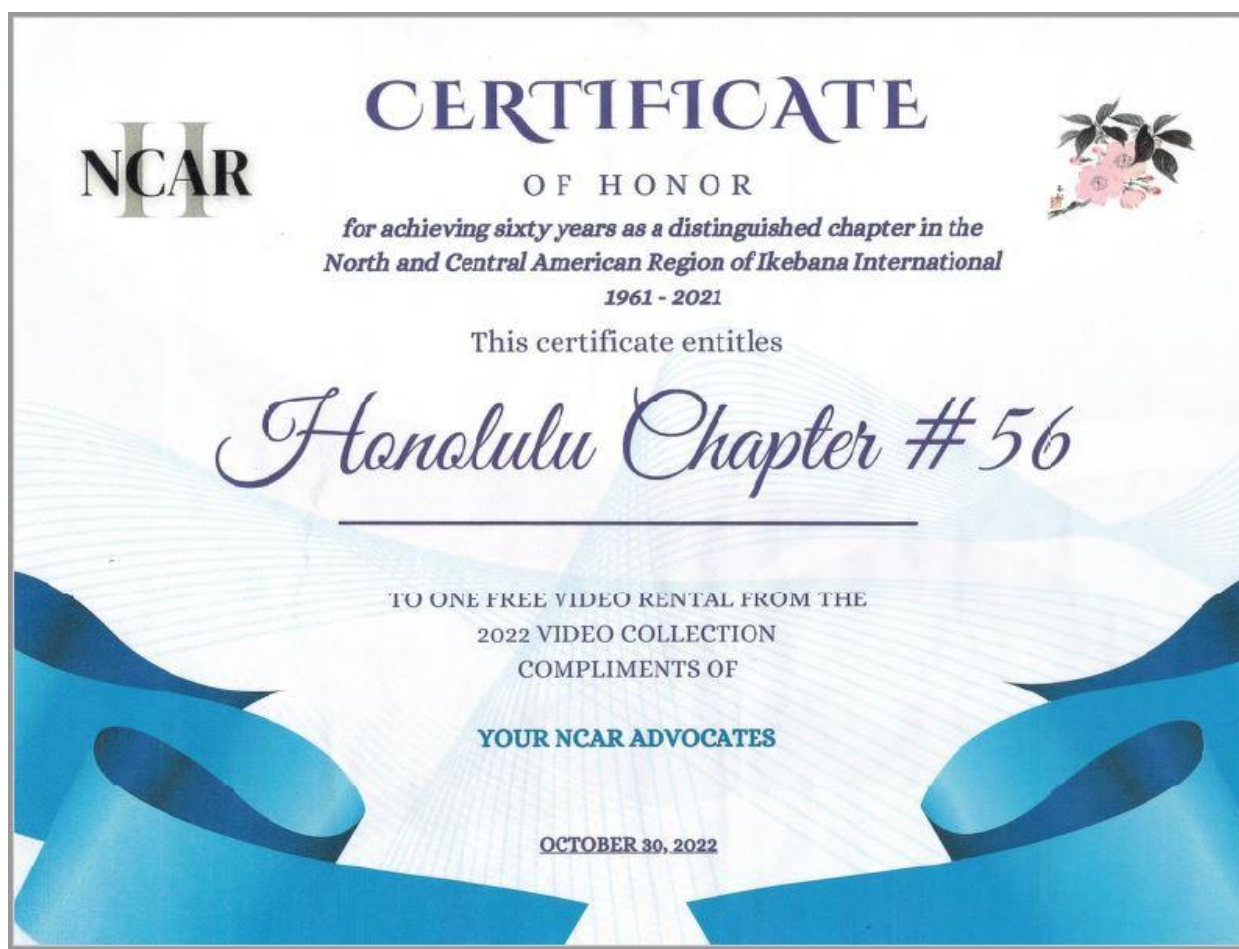 CERTIFICATE
II
NCAR
OF HONOR
for achieving sixty years as a distinguished chapter in the
North and Central American Region of Ikebana International
1961 - 2021
This certificate entitles
Honolulu Chapter # 56
TO ONE FREE VIDEO RENTAL FROM THE
2022 VIDEO COLLECTION
COMPLIMENTS OF
YOUR NCAR ADVOCATES
OCTOBER 30, 2022